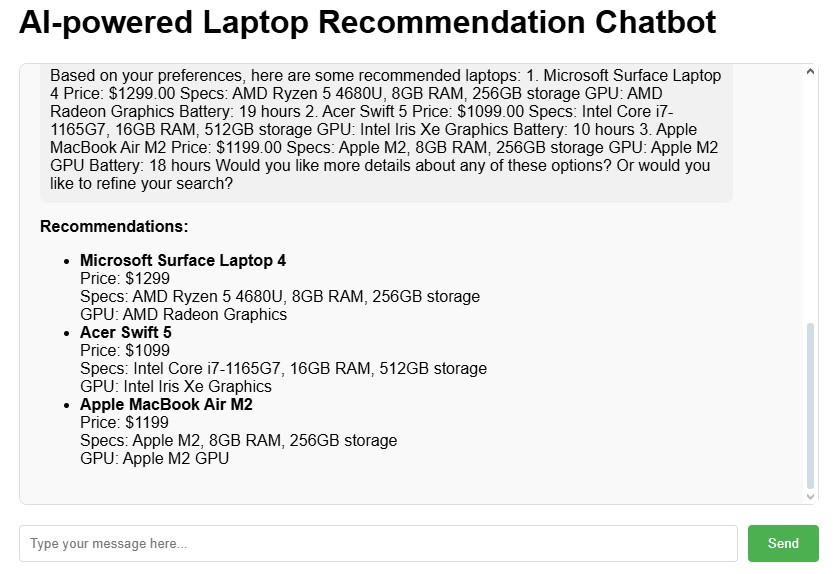 AI-powered Laptop Recommendation Chatbot
Based on your preferences, here are some recommended laptops: 1. Microsoft Surface Laptop
4 Price: $1299.00 Specs: AMD Ryzen 5 4680U, 8GB RAM, 256GB storage GPU: AMD
Radeon Graphics Battery: 19 hours 2. Acer Swift 5 Price: $1099.00 Specs: Intel Core i7-
1165G7, 16GB RAM, 512GB storage GPU: Intel Iris Xe Graphics Battery: 10 hours 3. Apple
MacBook Air M2 Price: $1199.00 Specs: Apple M2, 8GB RAM, 256GB storage GPU: Apple M2
GPU Battery: 18 hours Would you like more details about any of these options? Or would you
like to refine your search?
Recommendations:
• Microsoft Surface Laptop 4
Price: $1299
Specs: AMD Ryzen 5 4680U, 8GB RAM, 256GB storage
GPU: AMD Radeon Graphics
• Acer Swift 5
Price: $1099
Specs: Intel Core i7-1165G7, 16GB RAM, 512GB storage
GPU: Intel Iris Xe Graphics
• Apple MacBook Air M2
Price: $1199
Specs: Apple M2, 8GB RAM, 256GB storage
GPU: Apple M2 GPU
Type your message here...
Send